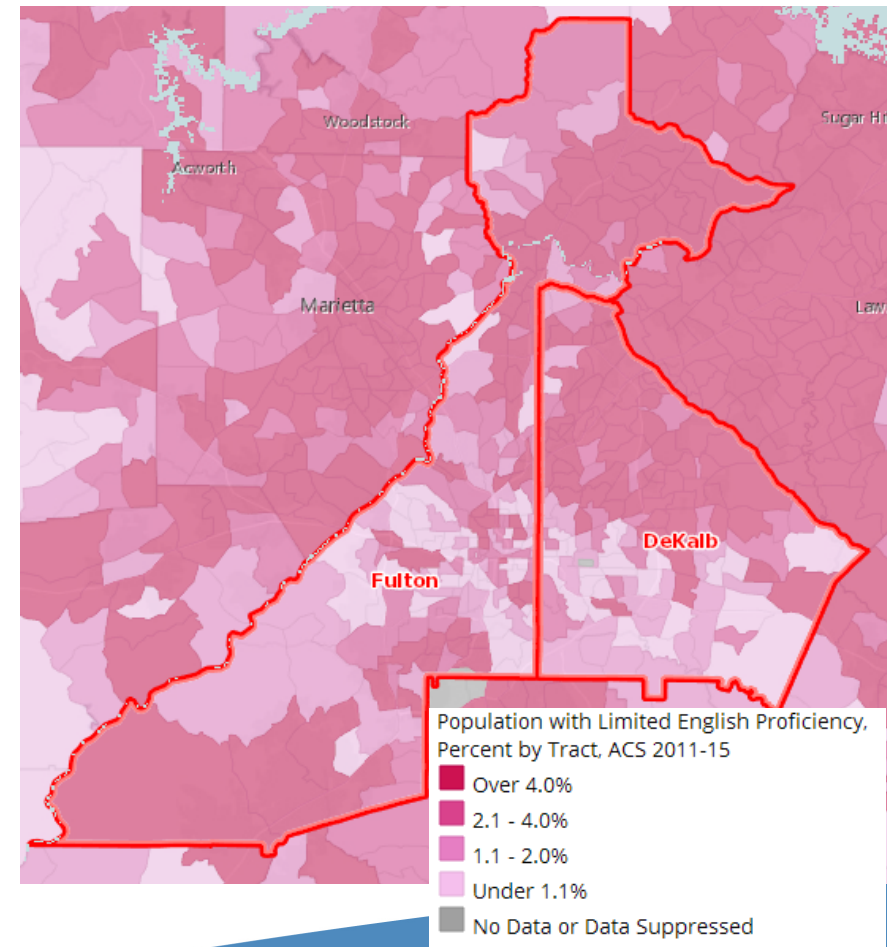 Woodstock
Sugar Hi
Acworth
Marietta
Law
DeKalb
Fulton
Population with Limited English Proficiency,
Percent by Tract, ACS 2011-15
Over 4.0%
2.1 - 4.0%
1.1 - 2.0%
Under 1.1%
No Data or Data Suppressed